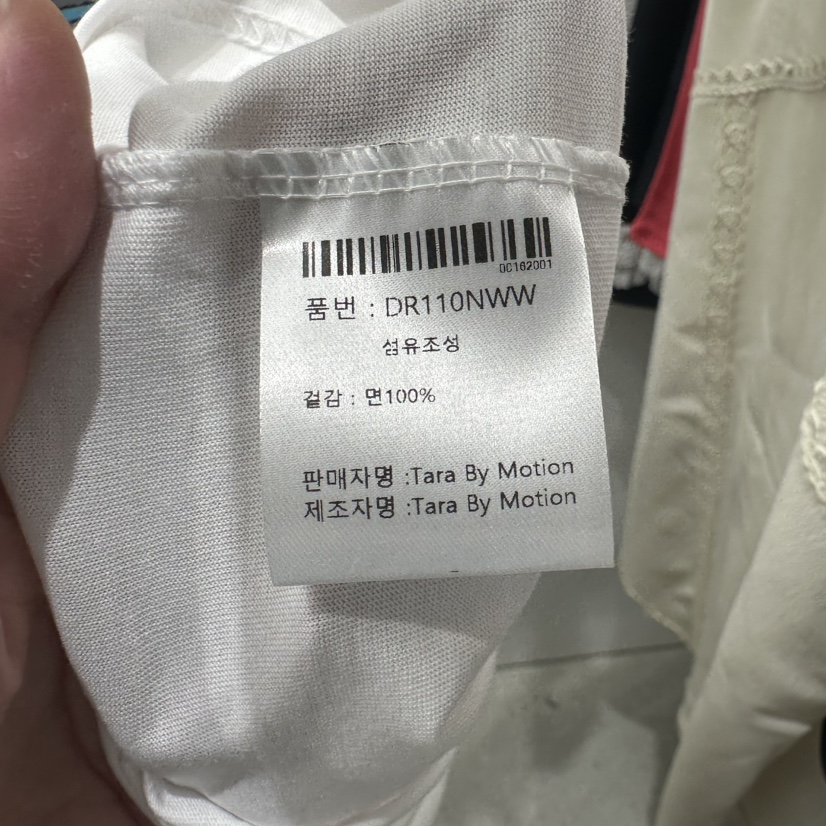 00162001
품번 : DR110NWW
섬유조성
겉감 : 면100%
판매자명 :Tara By Motion
제조자명 :Tara By Motion